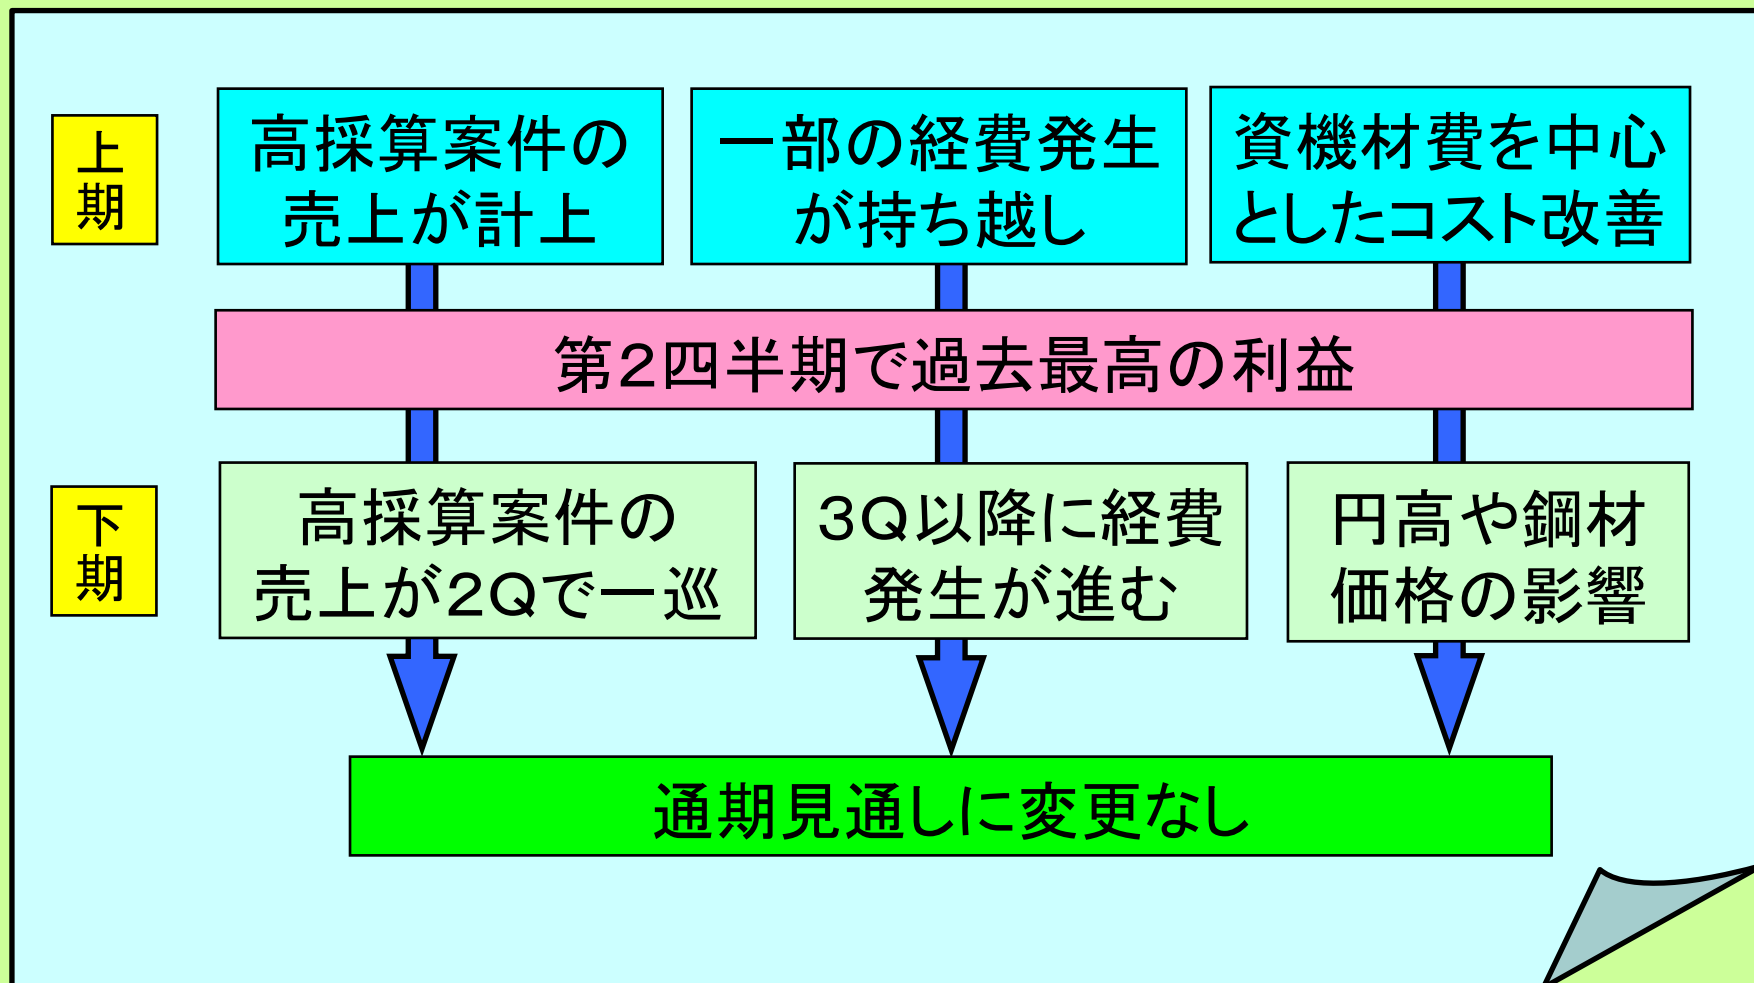 上期
高採算案件の
売上が計上
一部の経費発生
が持ち越し
資機材費を中心
としたコスト改善
第2四半期で過去最高の利益
下期
高採算案件の
売上が2Qで一巡
3Q以降に経費
発生が進む
円高や鋼材
価格の影響
通期見通しに変更なし